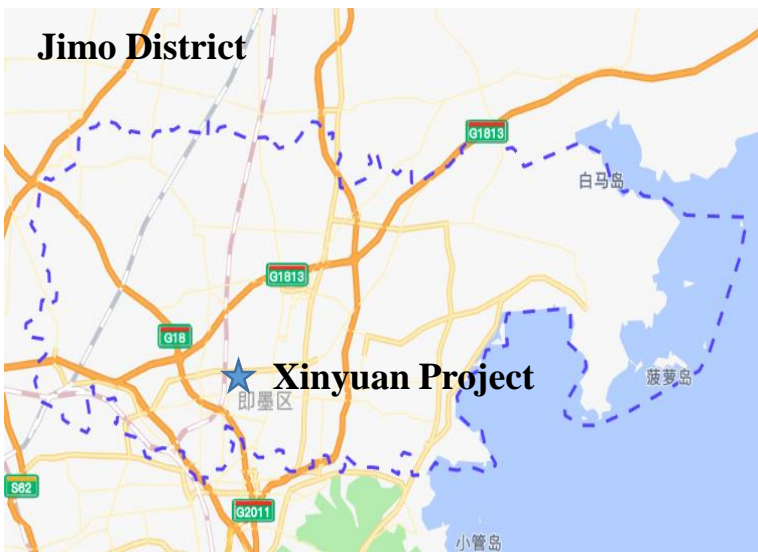 Jimo District
G1813
白马岛
G1813
G18
Xinyuan Project
菠萝岛
即墨区
S62
G2011
小管岛